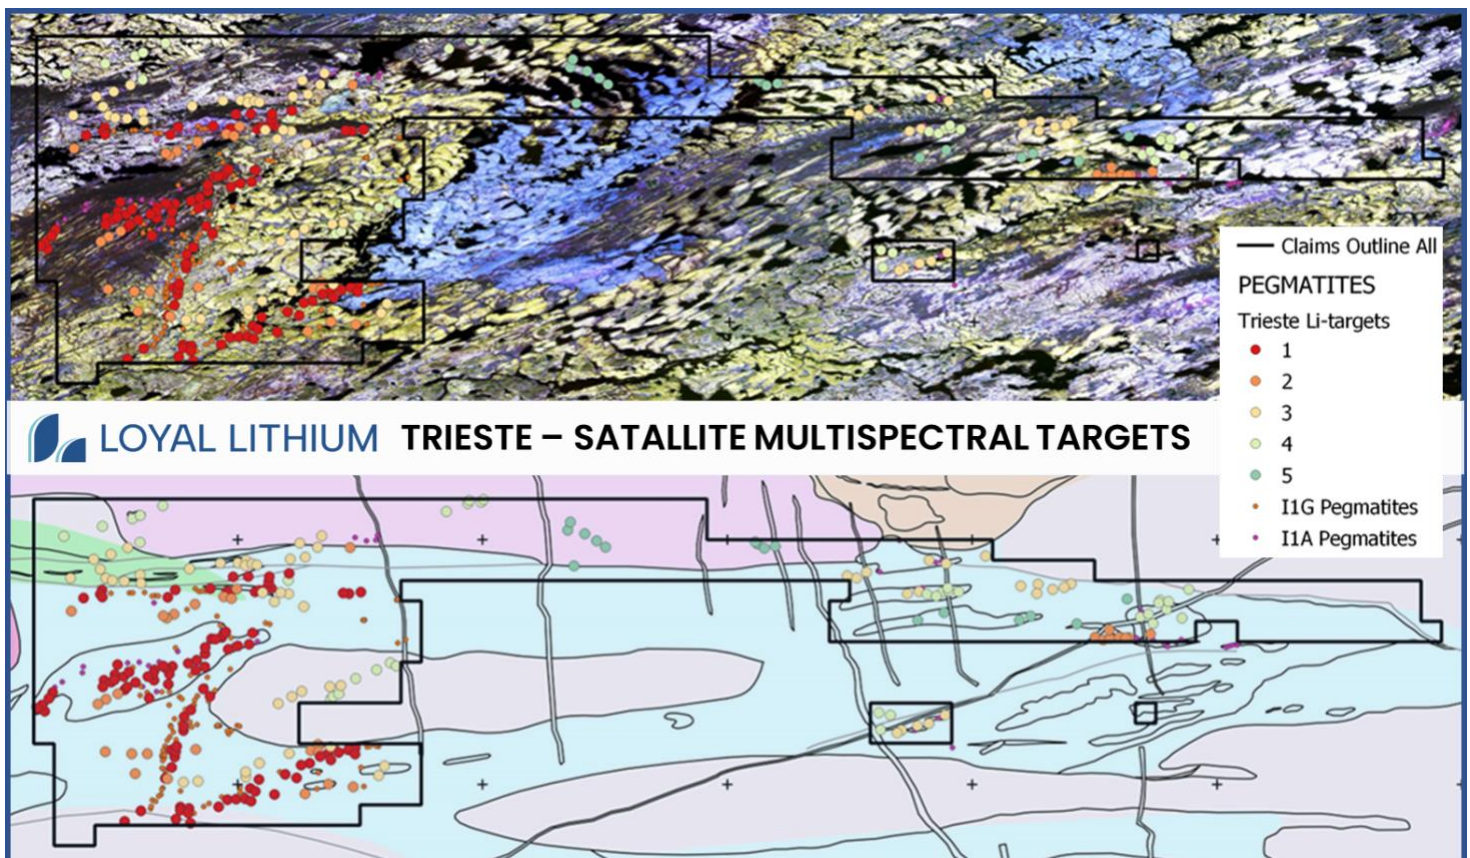 Claims Outline All
PEGMATITES
Trieste Li-targets
1
2
3
4
5
I1G Pegmatites
I1A Pegmatites
LOYAL LITHIUM TRIESTE – SATALLITE MULTISPECTRAL TARGETS